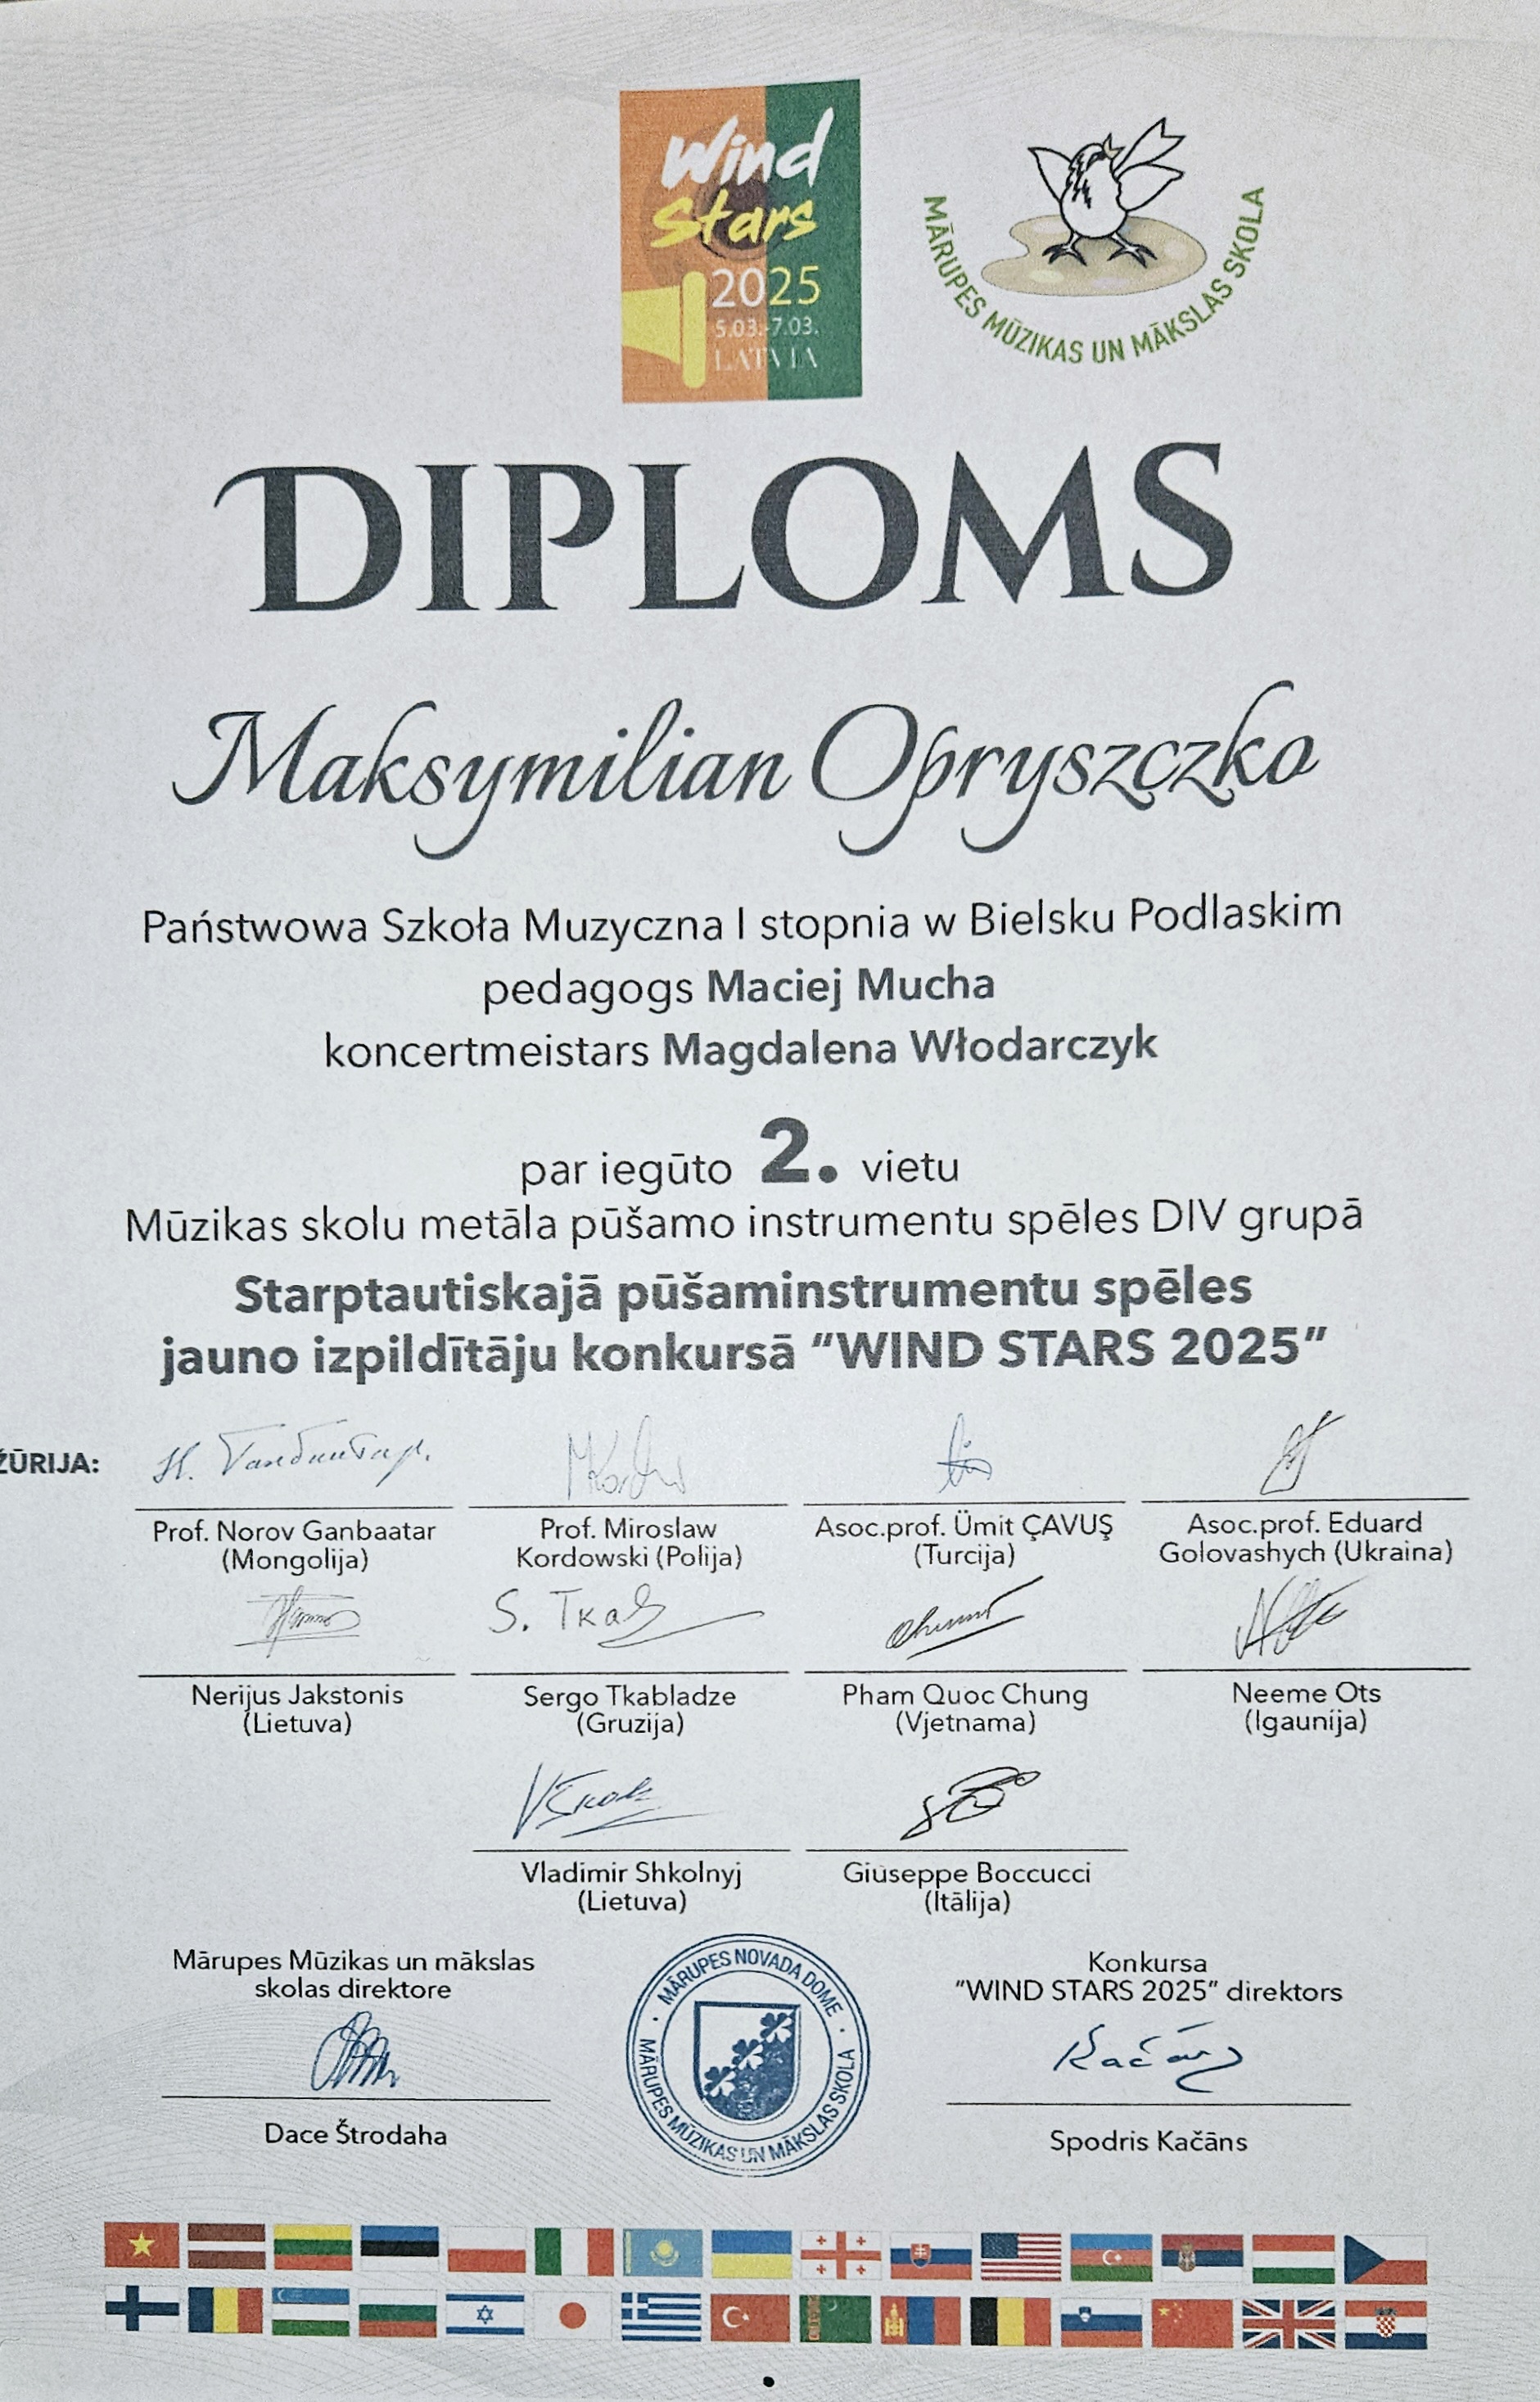 Wind
Stars
2025
5.03.-7.03.
LATVIA
MĀRUPES MŪZIKAS UN MĀKSLAS SKOLA
DIPLOMS
Maksymilian Opryszczko
Państwowa Szkoła Muzyczna I stopnia w Bielsku Podlaskim
pedagogs Maciej Mucha
koncertmeistars Magdalena Włodarczyk
par iegūto 2. vietu
Mūzikas skolu metāla pūšamo instrumentu spēles DIV grupā
Starptautiskajā pūšaminstrumentu spēles
jauno izpildītāju konkursā “WIND STARS 2025”
ŽŪRIJA:
Prof. Norov Ganbaatar
(Mongolija)
Prof. Miroslaw
Kordowski (Polija)
Asoc.prof. Ümit ÇAVUŞ
(Turcija)
Asoc.prof. Eduard
Golovashych (Ukraina)
S. Tkab
Nerijus Jakstonis
(Lietuva)
Sergo Tkabladze
(Gruzija)
Pham Quoc Chung
(Vjetnama)
Neeme Ots
(Igaunija)
Vladimir Shkolnyj
(Lietuva)
Giuseppe Boccucci
(Itālija)
Mārupes Mūzikas un mākslas
skolas direktore
Dace Štrodaha
MĀRUPES NOVADA DOME
MĀRUPES MŪZIKAS UN MĀKSLAS SKOLA
Konkursa
“WIND STARS 2025” direktors
Kačāns
Spodris Kačāns